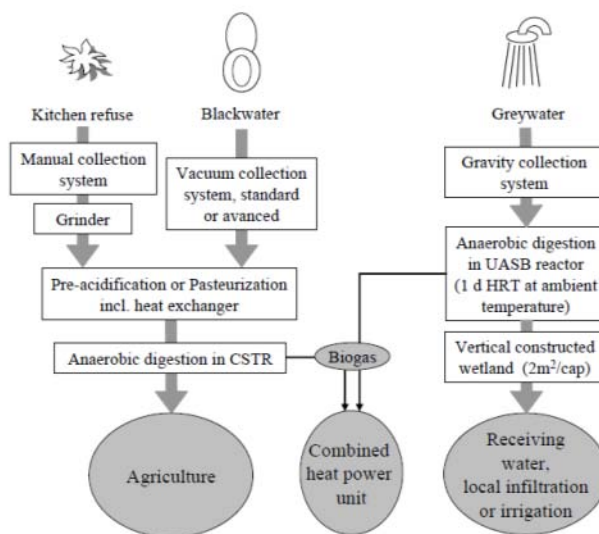 Kitchen refuse
Blackwater
Greywater
Manual collection
system
Grinder
Vacuum collection
system, standard
or avanced
Gravity collection
system
Pre-acidification or Pasteurization
incl. heat exchanger
Anaerobic digestion
in UASB reactor
(1 d HRT at ambient
temperature)
Anaerobic digestion in CSTR
Biogas
Vertical constructed
wetland (2m²/cap)
Agriculture
Combined
heat power
unit
Receiving
water,
local infiltration
or irrigation